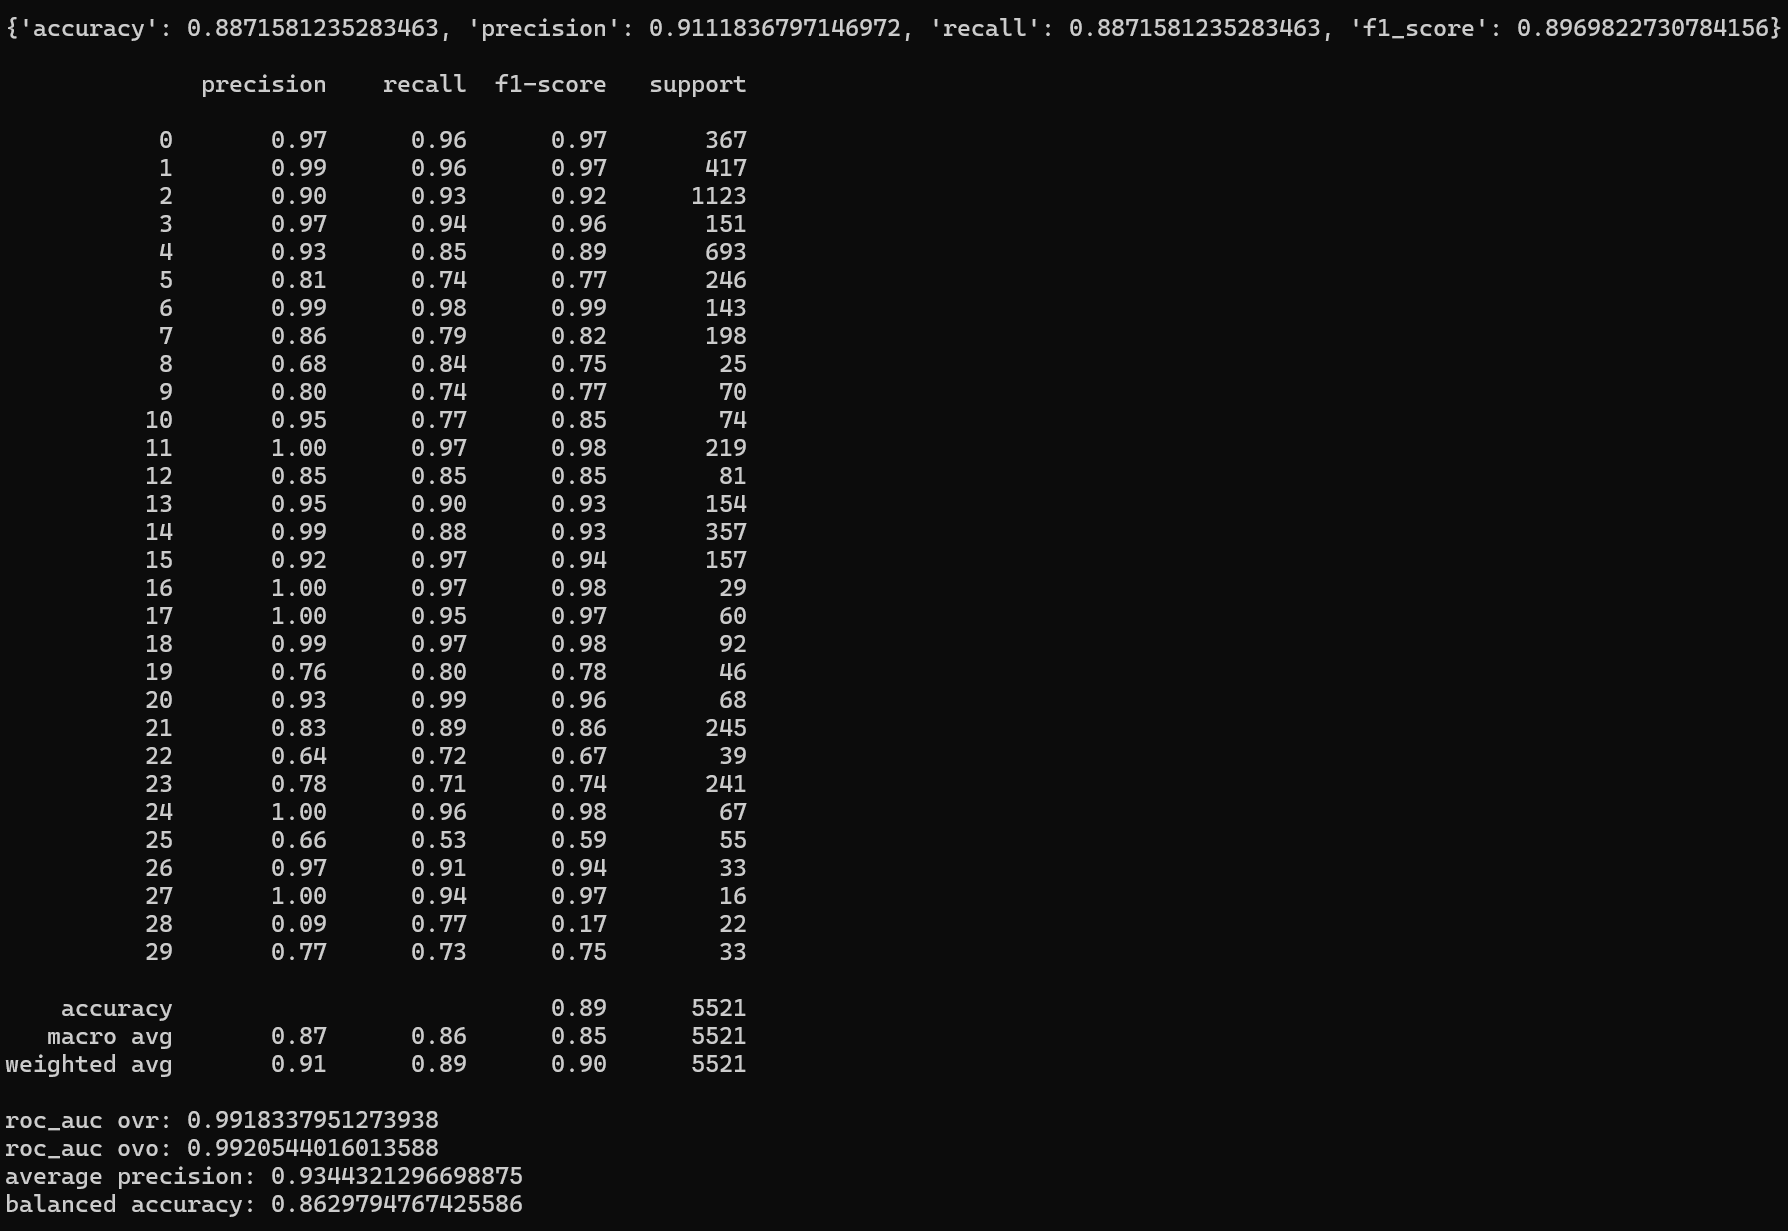 {'accuracy': 0.8871581235283463, 'precision': 0.9111836797146972, 'recall': 0.8871581235283463, 'f1_score': 0.8969822730784156}
precision recall f1-score support
0 0.97 0.96 0.97 367
1 0.99 0.96 0.97 417
2 0.90 0.93 0.92 1123
3 0.97 0.94 0.96 151
4 0.93 0.85 0.89 693
5 0.81 0.74 0.77 246
6 0.99 0.98 0.99 143
7 0.86 0.79 0.82 198
8 0.68 0.84 0.75 25
9 0.80 0.74 0.77 70
10 0.95 0.77 0.85 74
11 1.00 0.97 0.98 219
12 0.85 0.85 0.85 81
13 0.95 0.90 0.93 154
14 0.99 0.88 0.93 357
15 0.92 0.97 0.94 157
16 1.00 0.97 0.98 29
17 1.00 0.95 0.97 60
18 0.99 0.97 0.98 92
19 0.76 0.80 0.78 46
20 0.93 0.99 0.96 68
21 0.83 0.89 0.86 245
22 0.64 0.72 0.67 39
23 0.78 0.71 0.74 241
24 1.00 0.96 0.98 67
25 0.66 0.53 0.59 55
26 0.97 0.91 0.94 33
27 1.00 0.94 0.97 16
28 0.09 0.77 0.17 22
29 0.77 0.73 0.75 33
accuracy 0.89 5521
macro avg 0.87 0.86 0.85 5521
weighted avg 0.91 0.89 0.90 5521
roc_auc ovr: 0.9918337951273938
roc_auc ovo: 0.9920544016013588
average precision: 0.9344321296698875
balanced accuracy: 0.8629794767425586